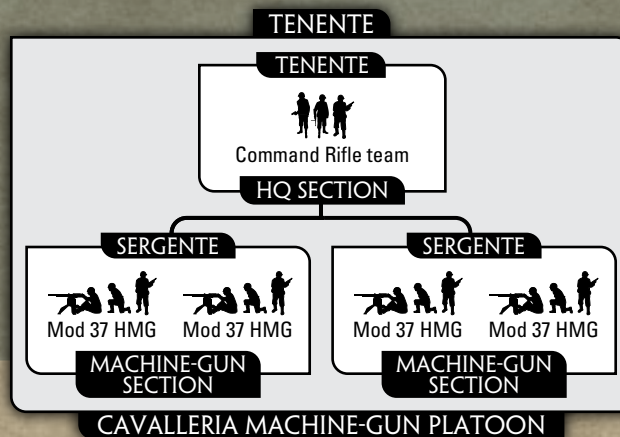 TENENTE
TENENTE
Command Rifle team
HQ SECTION
SERGENTE SERGENTE
Mod 37 HMG Mod 37 HMG Mod 37 HMG Mod 37 HMG
MACHINE-GUN SECTION MACHINE-GUN SECTION
CAVALLERIA MACHINE-GUN PLATOON